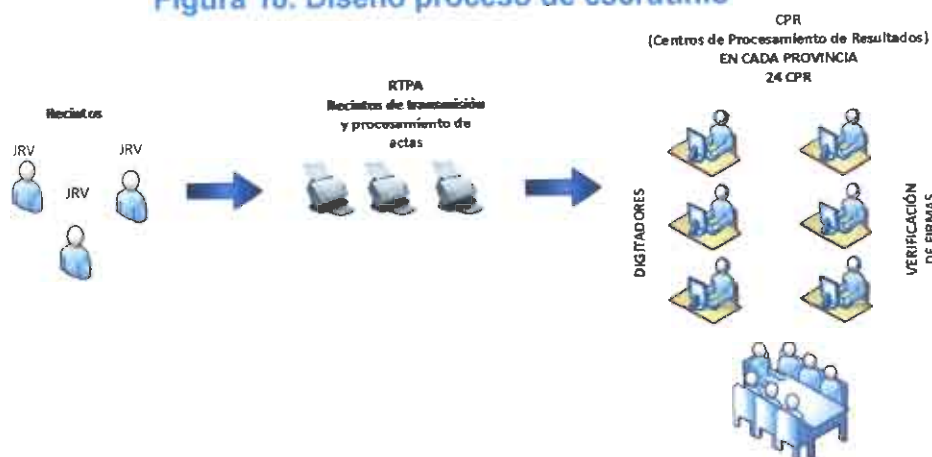 Figura 10. Diseño proceso de escrutinio
CPR
(Centros de Procesamiento de Resultados)
EN CADA PROVINCIA
24 CPR
RTPA
Recintos de transmisión
y procesamiento de
actas
Recintos
JRV
JRV
JRV
DIGITADORES
VERIFICACIÓN
DE FIRMAS